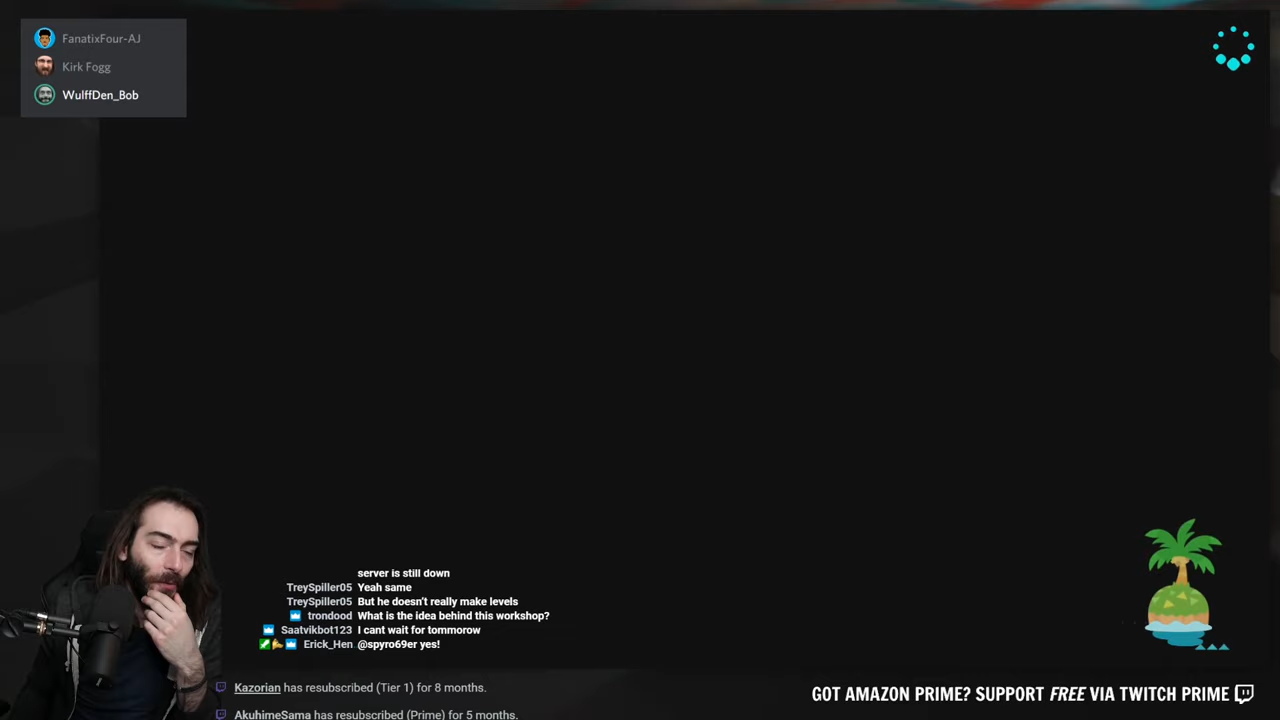 FanatixFour-AJ
Kirk Fogg
WulffDen_Bob
server is still down
TreySpiller05 Yeah same
TreySpiller05 But he doesn't really make levels
trondood What is the idea behind this workshop?
Saatvikbot123 I cant wait for tommorow
Erick_Hen @spyro69er yes!
Kazorian has resubscribed (Tier 1) for 8 months.
AkuhimeSama has resubscribed (Prime) for 5 months.
GOT AMAZON PRIME? SUPPORT FREE VIA TWITCH PRIME